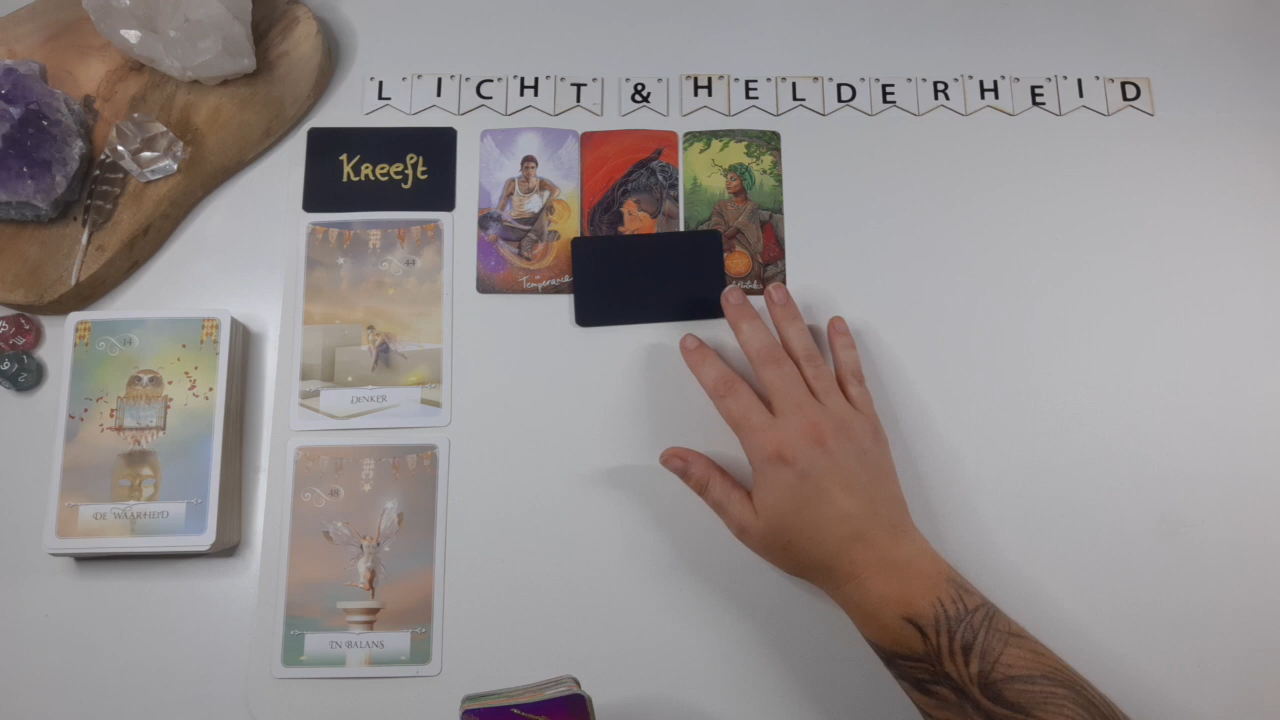 LICHT & HELDERHEID
Kreeft
Temperance
44
DENKER
14
DE WAARHEID
48
IN BALANS